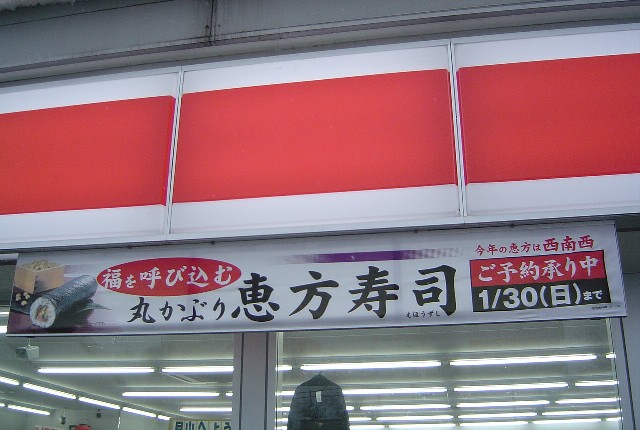 福を呼び込む
丸かぶり恵方寿司
えほうずし
今年の恵方は西南西
ご予約承り中
1/30(日)まで